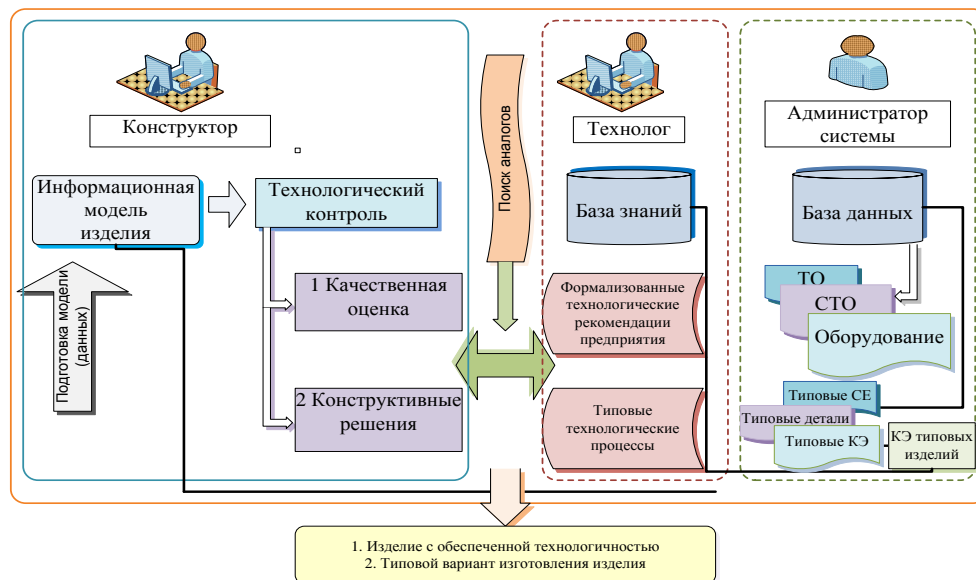 Конструктор
Информационная
модель
изделия
Технологический
контроль
1 Качественная
оценка
2 Конструктивные
решения
Подготовка модели
(данных)
Поиск аналогов
Технолог
База знаний
Формализованные
технологические
рекомендации
предприятия
Типовые
технологические
процессы
Администратор
системы
База данных
ТО
СТО
Оборудование
Типовые СЕ
Типовые детали
Типовые КЭ
КЭ типовых
изделий
1. Изделие с обеспеченной технологичностью
2. Типовой вариант изготовления изделия